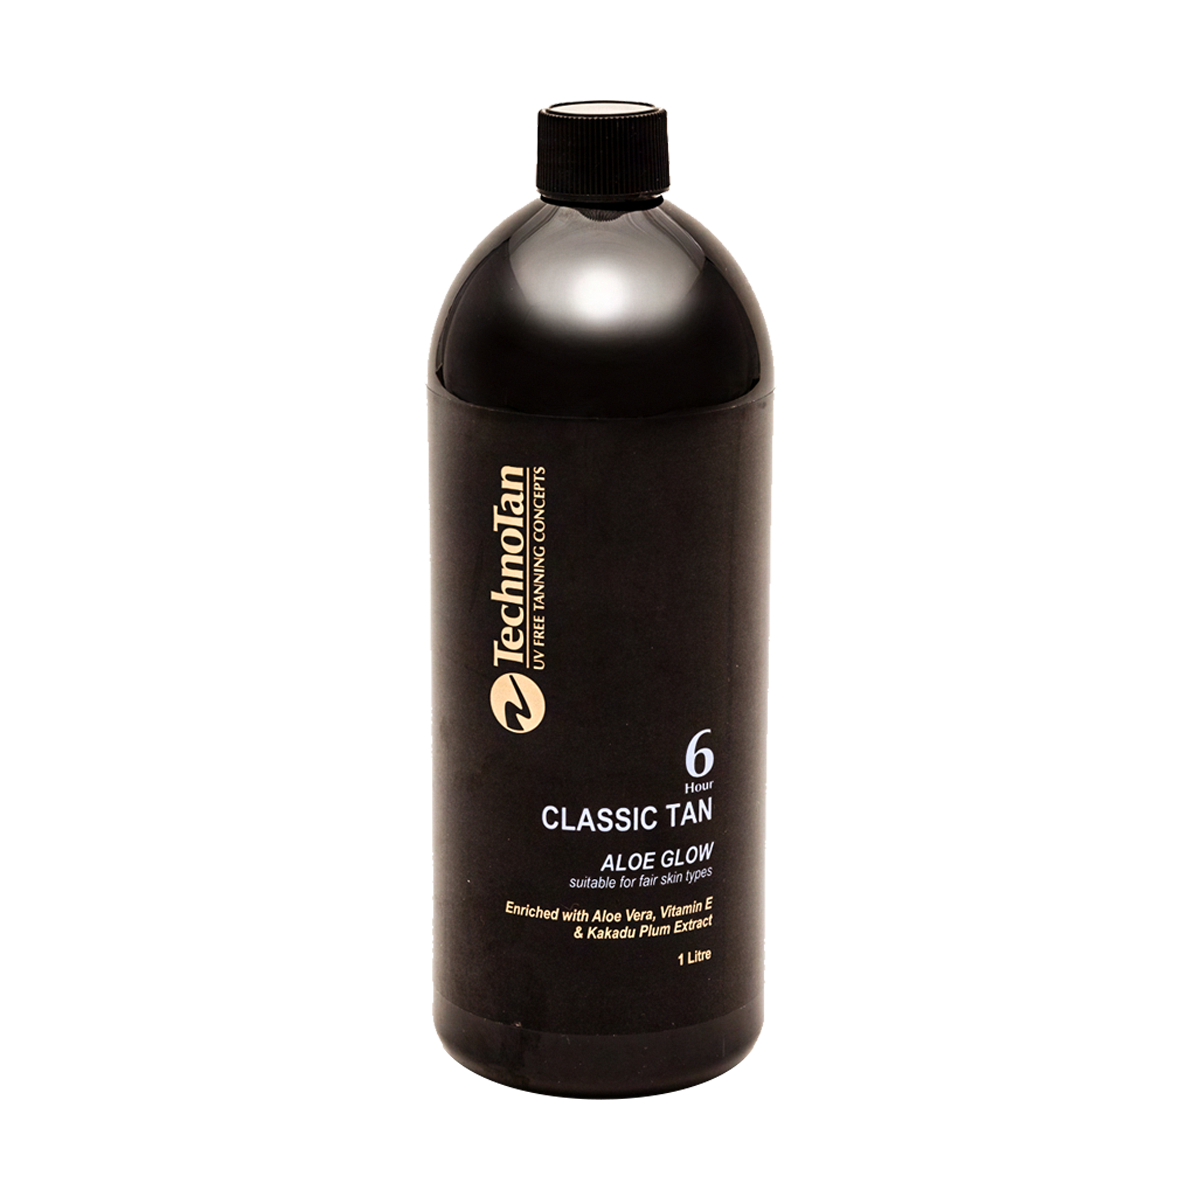 TechnoTan
UV FREE TANNING CONCEPTS
6
Hour
CLASSIC TAN
ALOE GLOW
suitable for fair skin types
Enriched with Aloe Vera, Vitamin E
& Kakadu Plum Extract
1 Litre